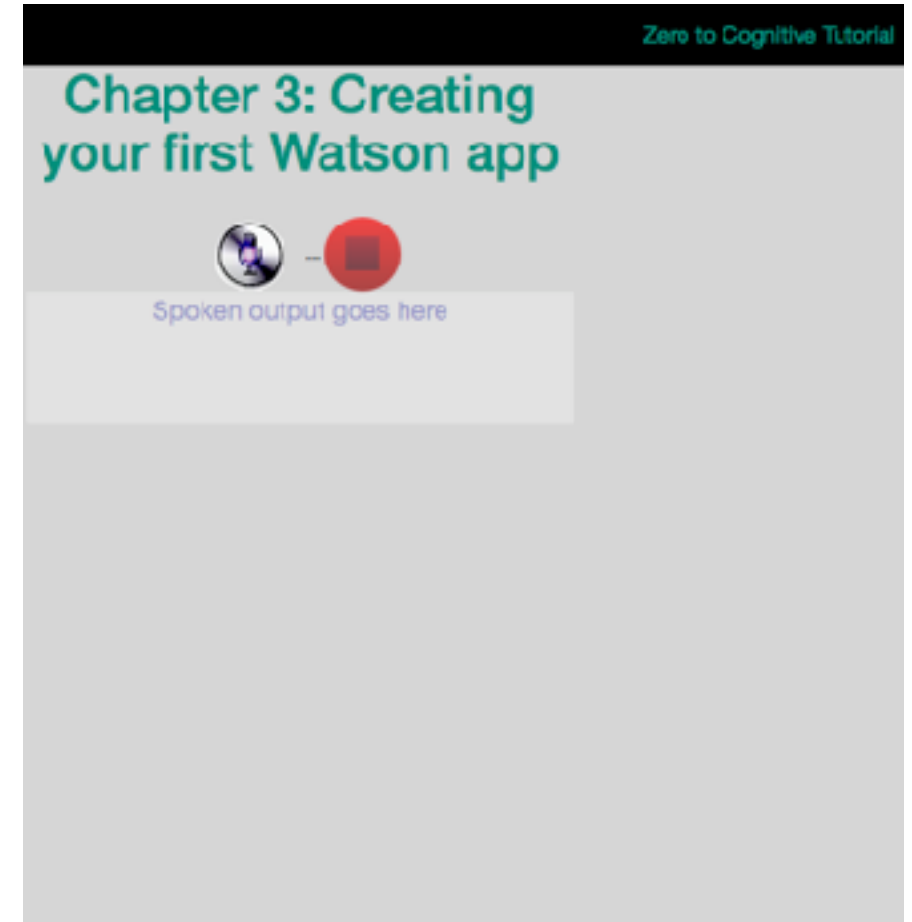 Zero to Cognitive Tutorial
Chapter 3: Creating
your first Watson app
--
Spoken output goes here